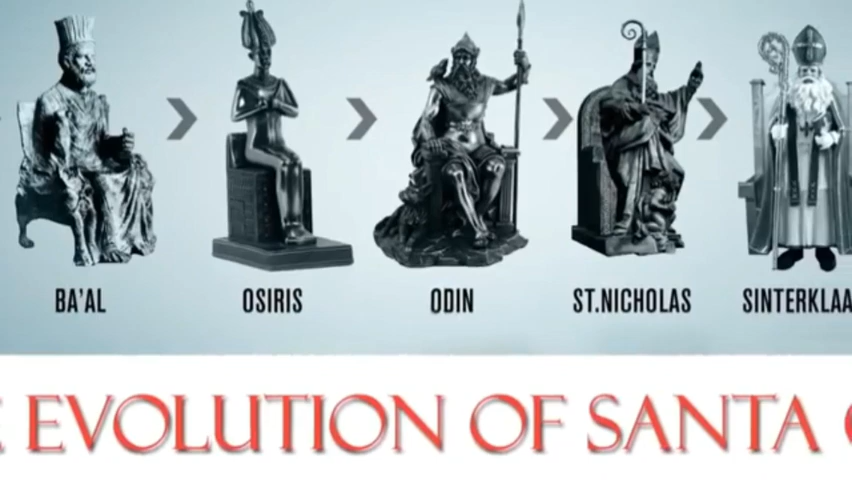 BA'AL
OSIRIS
ODIN
ST.NICHOLAS
SINTERKLAA
E EVOLUTION OF SANTA C